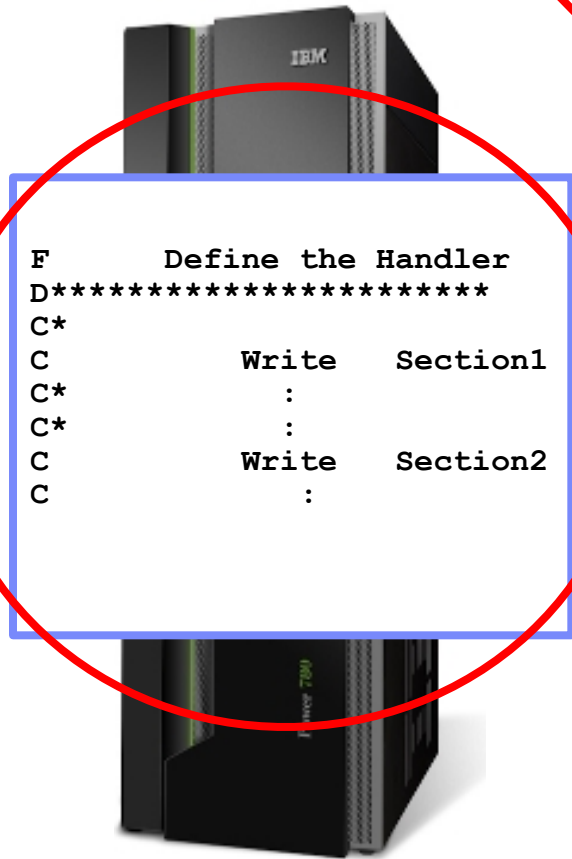 IBM
F Define the Handler
D***********************
C*
C Write Section1
C* :
C* :
C Write Section2
C :
Power 780